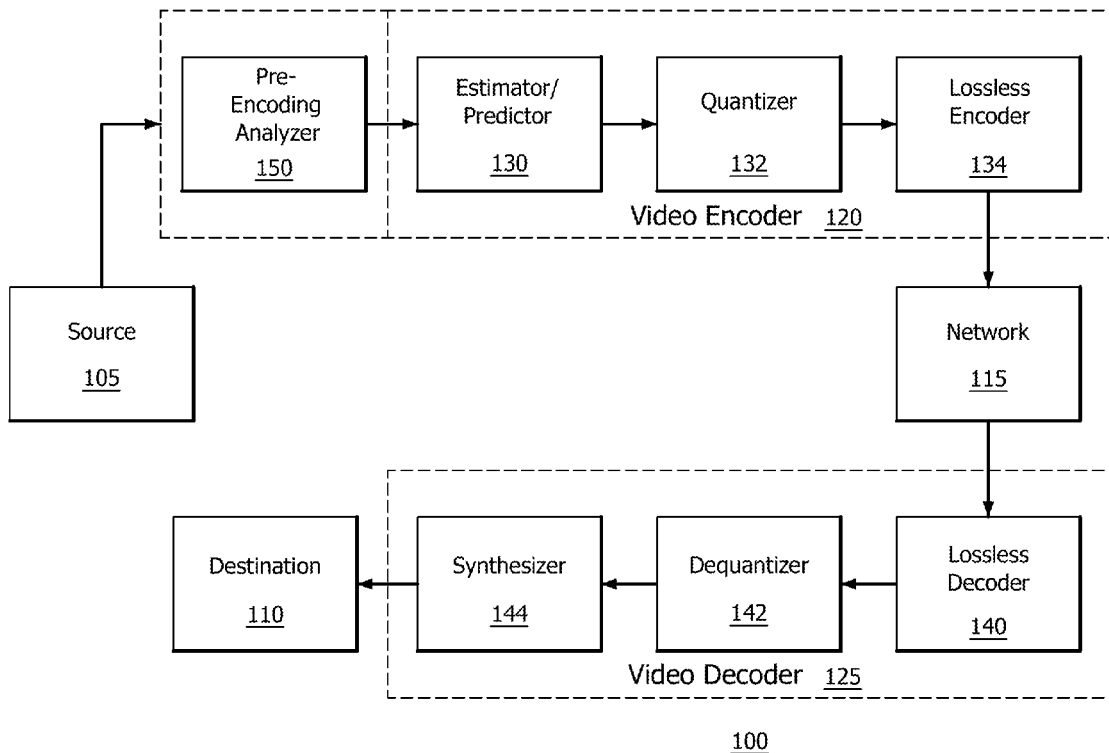 Pre-
Encoding
Analyzer
150
Estimator/
Predictor
130
Quantizer
132
Lossless
Encoder
134
Video Encoder 120
Source
105
Network
115
Destination
110
Synthesizer
144
Dequantizer
142
Lossless
Decoder
140
Video Decoder 125
100